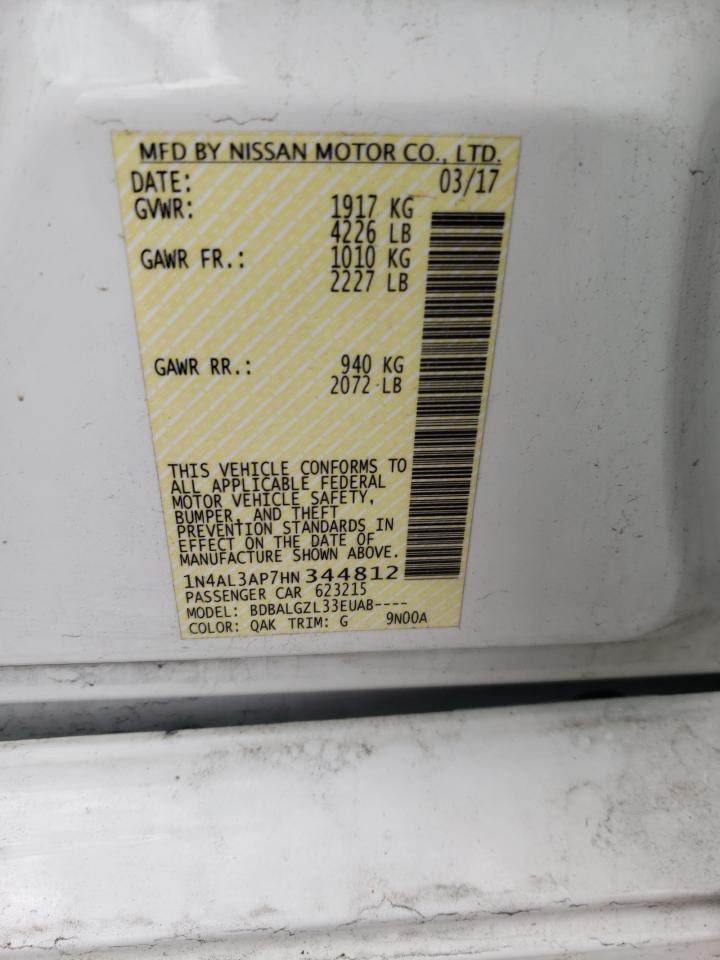 MFD BY NISSAN MOTOR CO., LTD.
DATE: 03/17
GVWR: 1917 KG
4226 LB
GAWR FR.: 1010 KG
2227 LB
GAWR RR.: 940 KG
2072 LB
THIS VEHICLE CONFORMS TO
ALL APPLICABLE FEDERAL
MOTOR VEHICLE SAFETY,
BUMPER, AND THEFT
PREVENTION STANDARDS IN
EFFECT ON THE DATE OF
MANUFACTURE SHOWN ABOVE.
1N4AL3AP7HN344812
PASSENGER CAR 623215
MODEL: BDBALGZL33EUAB----
COLOR: QAK TRIM: G 9N00A